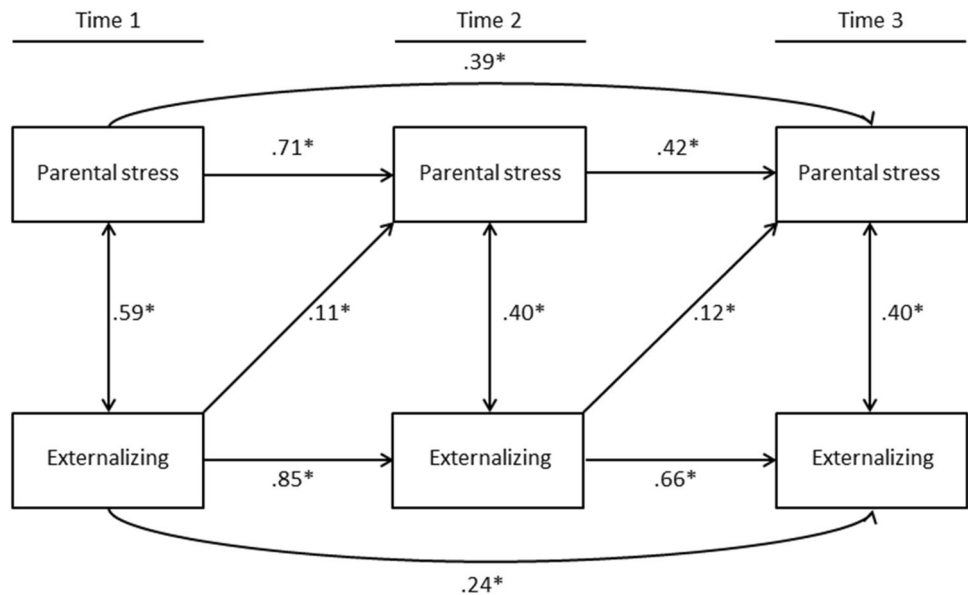 Time 1
Time 2
Time 3
.39*
Parental stress
.71*
Parental stress
.42*
Parental stress
.59*
.11*
.40*
.12*
.40*
Externalizing
.85*
Externalizing
.66*
Externalizing
.24*